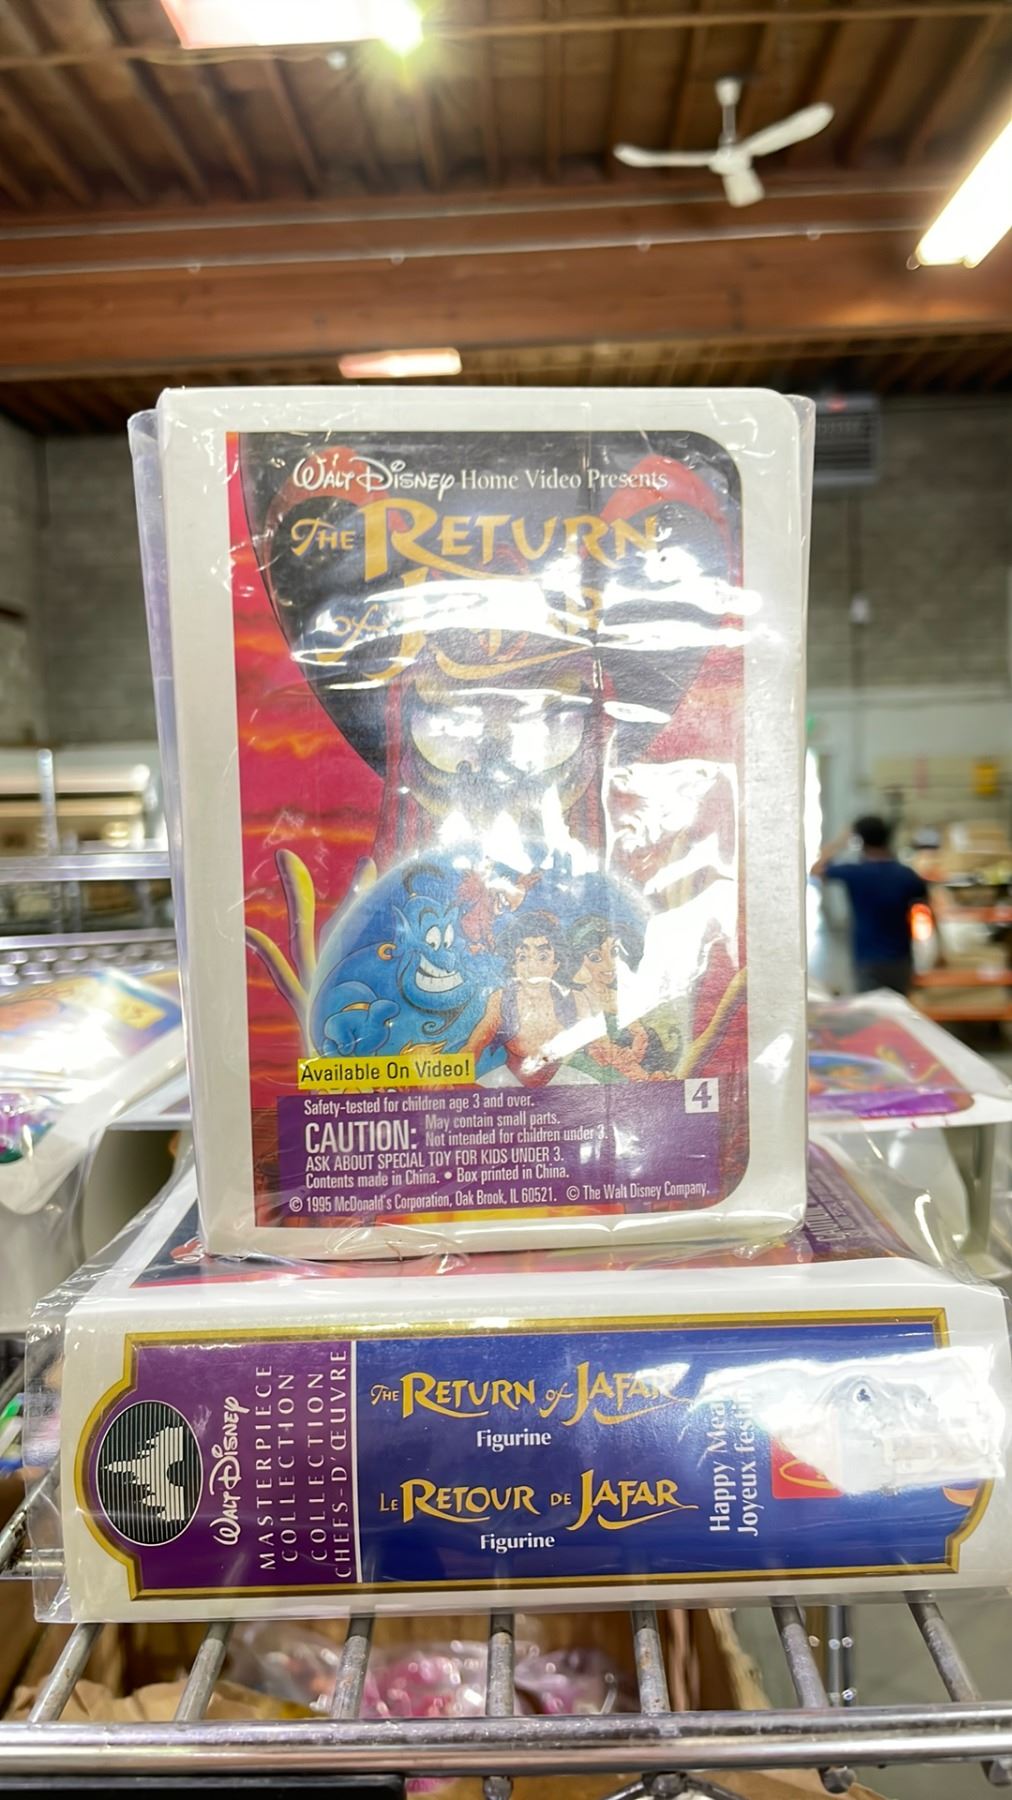 WALT DISNEY Home Video Presents
THE RETURN
OF JAFAR
Available On Video!
4
Safety-tested for children age 3 and over.
CAUTION: May contain small parts.
Not intended for children under 3.
ASK ABOUT SPECIAL TOY FOR KIDS UNDER 3.
Contents made in China. • Box printed in China.
© 1995 McDonald's Corporation, Oak Brook, IL 60521. © The Walt Disney Company.
WALT DISNEY
MASTERPIECE
COLLECTION
COLLECTION
CHEFS-D'ŒUVRE
THE RETURN OF JAFAR
Figurine
LE RETOUR DE JAFAR
Figurine
Happy Meal
Joyeux festin